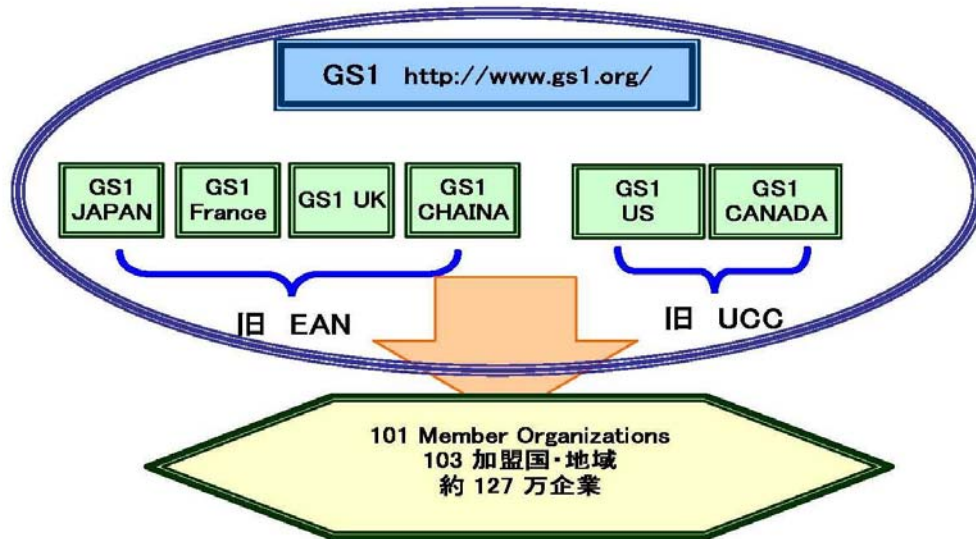 GS1 http://www.gs1.org/
GS1
JAPAN
GS1
France
GS1 UK
GS1
CHAINA
GS1
US
GS1
CANADA
旧 EAN
旧 UCC
101 Member Organizations
103 加盟国・地域
約 127 万企業